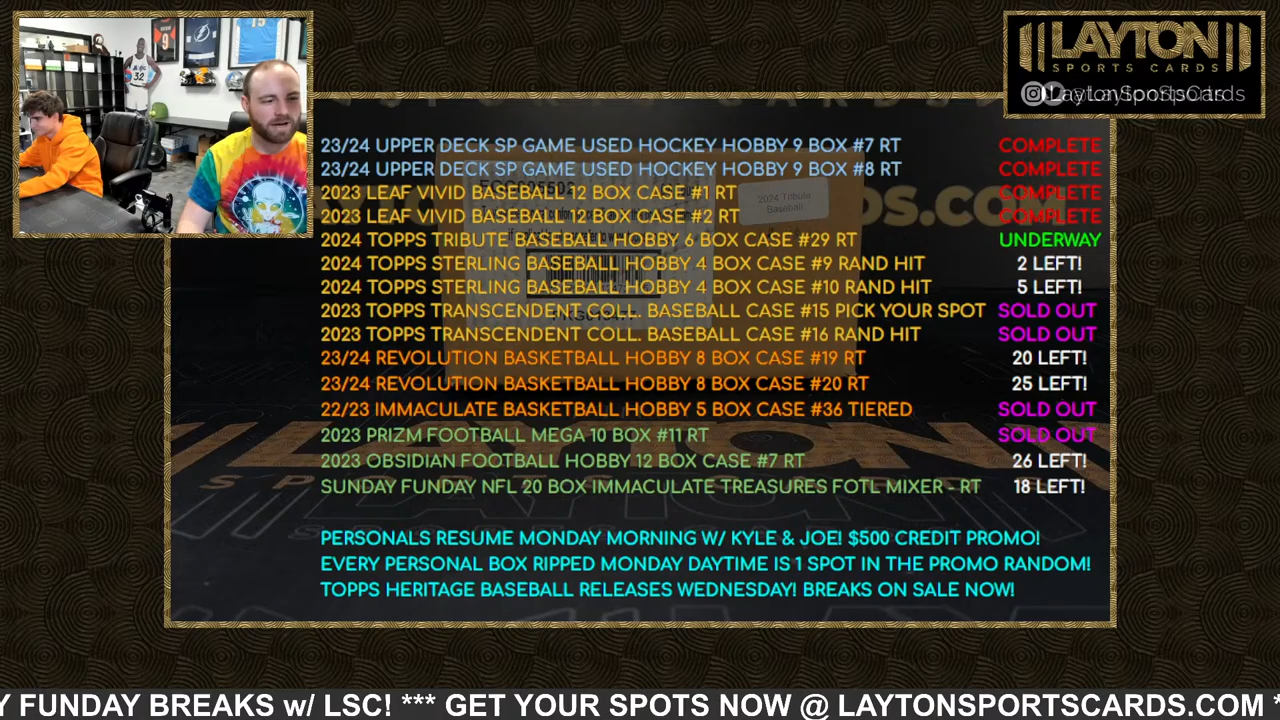 LAYTON
SPORTS CARDS
23/24 UPPER DECK SP GAME USED HOCKEY HOBBY 9 BOX #7 RT COMPLETE
23/24 UPPER DECK SP GAME USED HOCKEY HOBBY 9 BOX #8 RT COMPLETE
2023 LEAF VIVID BASEBALL 12 BOX CASE #1 RT COMPLETE
2023 LEAF VIVID BASEBALL 12 BOX CASE #2 RT COMPLETE
2024 TOPPS TRIBUTE BASEBALL HOBBY 6 BOX CASE #29 RT UNDERWAY
2024 TOPPS STERLING BASEBALL HOBBY 4 BOX CASE #9 RAND HIT 2 LEFT!
2024 TOPPS STERLING BASEBALL HOBBY 4 BOX CASE #10 RAND HIT 5 LEFT!
2023 TOPPS TRANSCENDENT COLL. BASEBALL CASE #15 PICK YOUR SPOT SOLD OUT
2023 TOPPS TRANSCENDENT COLL. BASEBALL CASE #16 RAND HIT SOLD OUT
23/24 REVOLUTION BASKETBALL HOBBY 8 BOX CASE #19 RT 20 LEFT!
23/24 REVOLUTION BASKETBALL HOBBY 8 BOX CASE #20 RT 25 LEFT!
22/23 IMMACULATE BASKETBALL HOBBY 5 BOX CASE #36 TIERED SOLD OUT
2023 PRIZM FOOTBALL MEGA 10 BOX #11 RT SOLD OUT
2023 OBSIDIAN FOOTBALL HOBBY 12 BOX CASE #7 RT 26 LEFT!
SUNDAY FUNDAY NFL 20 BOX IMMACULATE TREASURES FOTL MIXER - RT 18 LEFT!
PERSONALS RESUME MONDAY MORNING W/ KYLE & JOE! $500 CREDIT PROMO!
EVERY PERSONAL BOX RIPPED MONDAY DAYTIME IS 1 SPOT IN THE PROMO RANDOM!
TOPPS HERITAGE BASEBALL RELEASES WEDNESDAY! BREAKS ON SALE NOW!
2024 Tribute
Baseball
Y FUNDAY BREAKS w/ LSC! *** GET YOUR SPOTS NOW @ LAYTONSPORTSCARDS.COM *